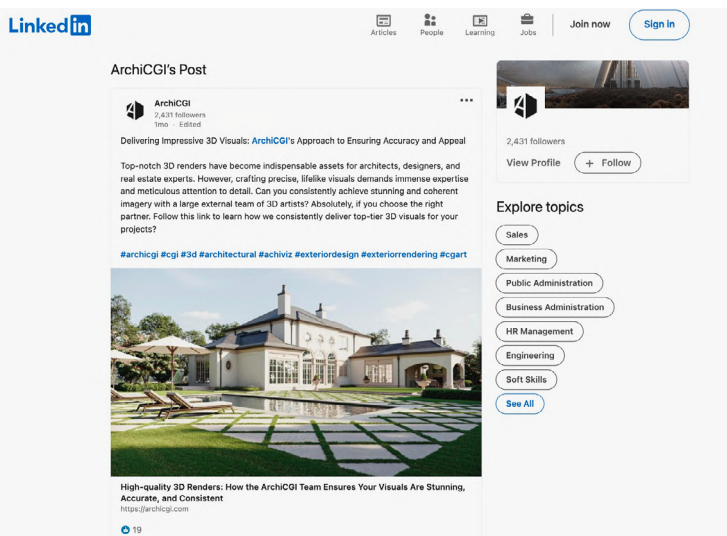 Linked in
Articles
People
Learning
Jobs
Join now
Sign in
ArchiCGI's Post
ArchiCGI
2,431 followers
1mo · Edited
Delivering Impressive 3D Visuals: ArchiCGI's Approach to Ensuring Accuracy and Appeal
Top-notch 3D renders have become indispensable assets for architects, designers, and
real estate experts. However, crafting precise, lifelike visuals demands immense expertise
and meticulous attention to detail. Can you consistently achieve stunning and coherent
imagery with a large external team of 3D artists? Absolutely, if you choose the right
partner. Follow this link to learn how we consistently deliver top-tier 3D visuals for your
projects?
#archicgi #cgi #3d #architectural #achiviz #exteriordesign #exteriorrendering #cgart
High-quality 3D Renders: How the ArchiCGI Team Ensures Your Visuals Are Stunning,
Accurate, and Consistent
https://archicgi.com
19
2,431 followers
View Profile
+ Follow
Explore topics
Sales
Marketing
Public Administration
Business Administration
HR Management
Engineering
Soft Skills
See All